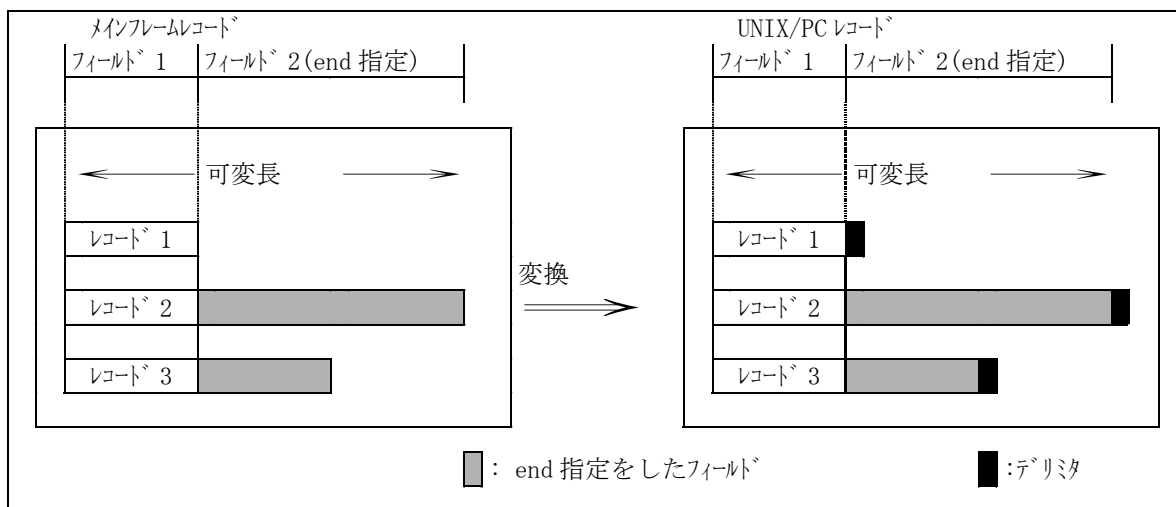 ﾒｲﾝﾌﾚｰﾑﾚｺｰﾄﾞ
ﾌｨｰﾙﾄﾞ 1 ﾌｨｰﾙﾄﾞ 2(end 指定)
可変長
ﾚｺｰﾄﾞ 1
ﾚｺｰﾄﾞ 2
ﾚｺｰﾄﾞ 3
変換
UNIX/PC ﾚｺｰﾄﾞ
ﾌｨｰﾙﾄﾞ 1 ﾌｨｰﾙﾄﾞ 2(end 指定)
可変長
ﾚｺｰﾄﾞ 1
ﾚｺｰﾄﾞ 2
ﾚｺｰﾄﾞ 3
: end 指定をしたﾌｨｰﾙﾄﾞ
:ﾃﾞﾘﾐﾀ